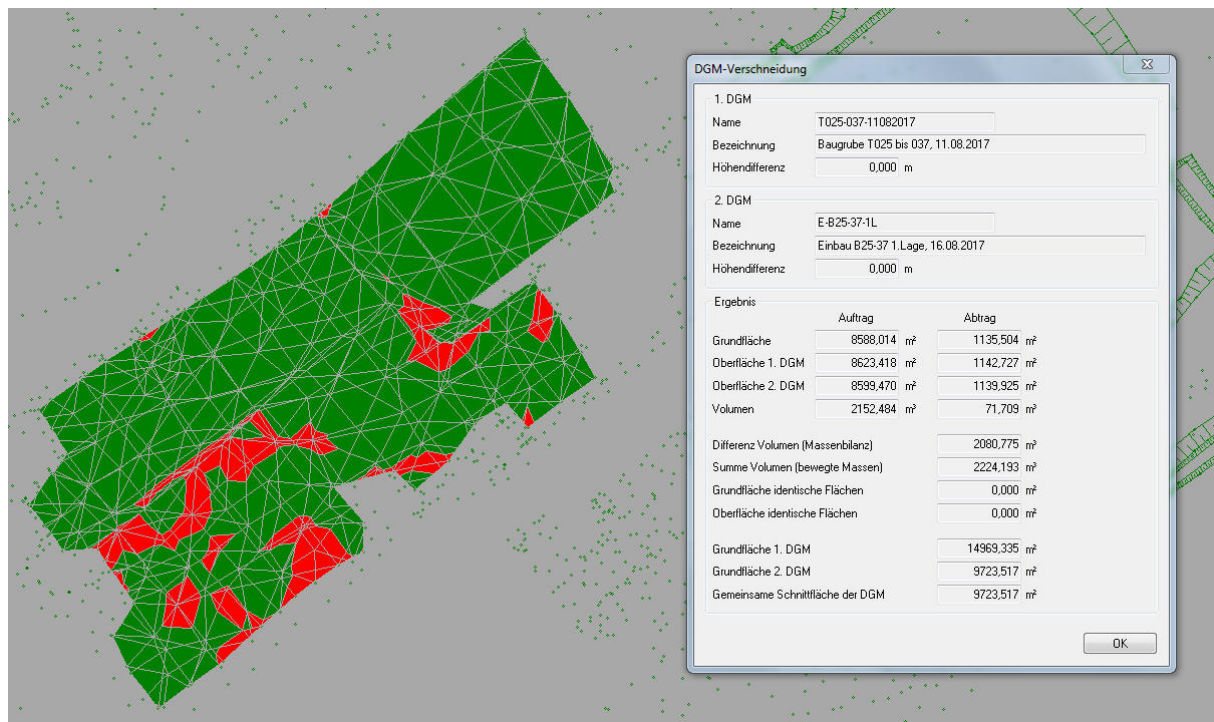 DGM-Verschneidung
1. DGM
Name T025-037-11082017
Bezeichnung Baugrube T025 bis 037, 11.08.2017
Höhendifferenz 0,000 m
2. DGM
Name E-B25-37-1L
Bezeichnung Einbau B25-37 1.Lage, 16.08.2017
Höhendifferenz 0,000 m
Ergebnis
Auftrag Abtrag
Grundfläche 8588,014 m² 1135,504 m²
Oberfläche 1. DGM 8623,418 m² 1142,727 m²
Oberfläche 2. DGM 8599,470 m² 1139,925 m²
Volumen 2152,484 m³ 71,709 m³
Differenz Volumen (Massenbilanz) 2080,775 m³
Summe Volumen (bewegte Massen) 2224,193 m³
Grundfläche identische Flächen 0,000 m²
Oberfläche identische Flächen 0,000 m²
Grundfläche 1. DGM 14969,335 m²
Grundfläche 2. DGM 9723,517 m²
Gemeinsame Schnittfläche der DGM 9723,517 m²
OK